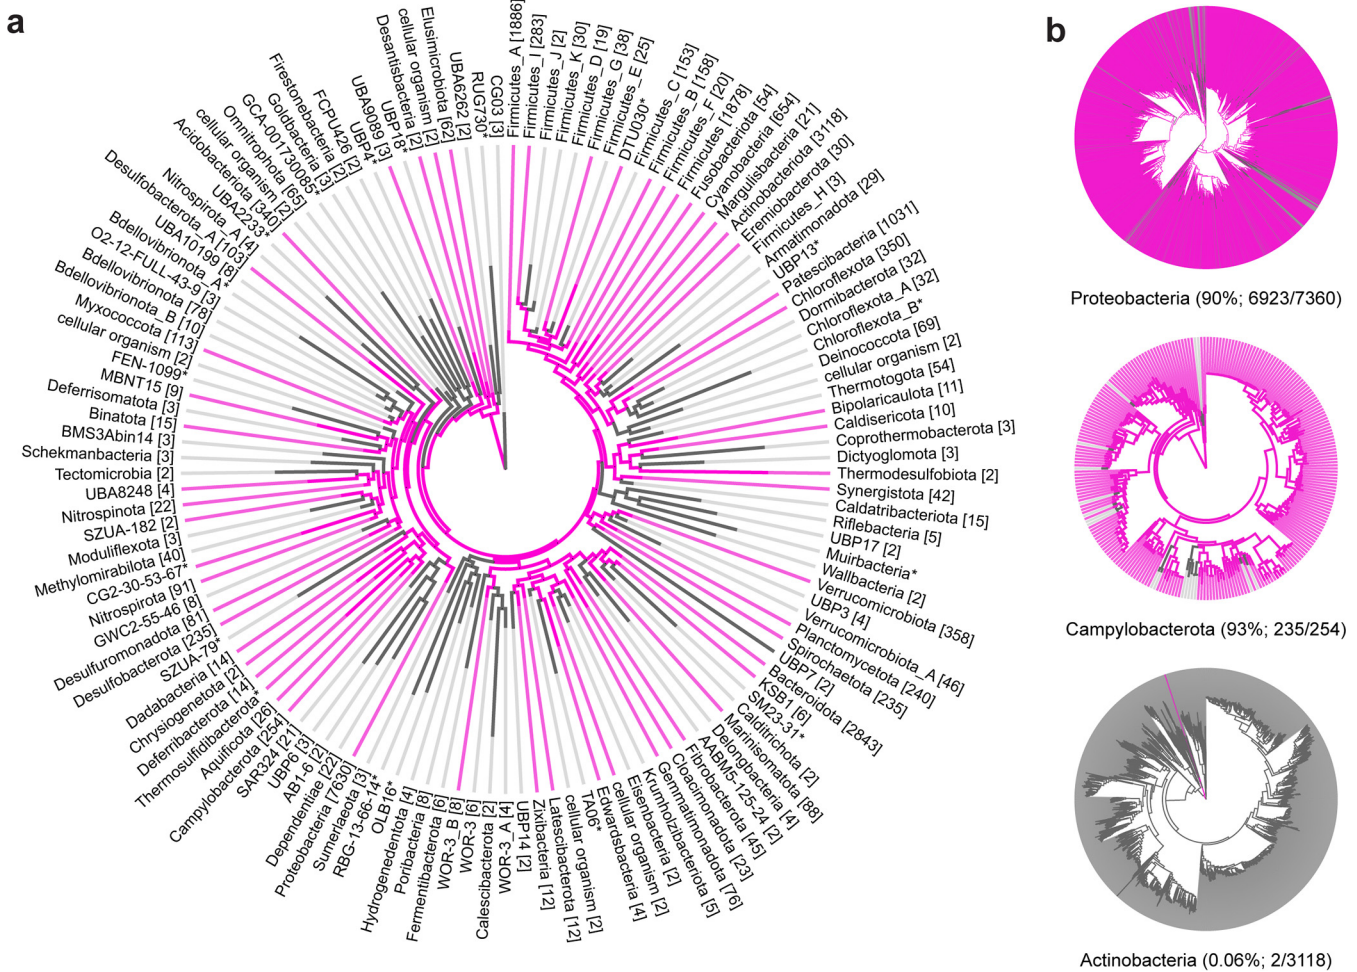 a
Firmicutes_A [1886]
Firmicutes_I [283]
Firmicutes_J [2]
Firmicutes_K [30]
Firmicutes_D [19]
Firmicutes_G [38]
Firmicutes_E [25]
DTU030*
Firmicutes_C [153]
Firmicutes_B [158]
Firmicutes_F [20]
Firmicutes [1878]
Fusobacteriota [54]
Cyanobacteria [654]
Margulisbacteria [21]
Actinobacteriota [3118]
Eremiobacterota [30]
Firmicutes_H [3]
Armatimonadota [29]
UBP13*
Patescibacteria [1031]
Chloroflexota [350]
Dormibacterota [32]
Chloroflexota_A [32]
Chloroflexota_B*
Deinococcota [69]
cellular organism [2]
Thermotogota [54]
Bipolaricaulota [11]
Caldisericota [10]
Coprothermobacterota [3]
Dictyoglomota [3]
Thermodesulfobiota [2]
Synergistota [42]
Caldatribacteriota [15]
Riflebacteria [5]
UBP17 [2]
Muirbacteria*
Wallbacteria [2]
Verrucomicrobiota [358]
UBP3 [4]
Verrucomicrobiota_A [46]
Planctomycetota [240]
Spirochaetota [235]
UBP7 [2]
Bacteroidota [2843]
KSB1 [6]
SM23-31*
Calditrichota [2]
Marinisomatota [88]
Delongbacteria [4]
AABM5-125-24 [2]
Fibrobacterota [45]
Cloacimonadota [23]
Gemmatimonadota [76]
Krumholzibacteriota [5]
Eisenbacteria [2]
cellular organism [2]
Edwardsbacteria [4]
TA06*
cellular organism [2]
Latescibacterota [12]
Zixibacteria [12]
UBP14 [2]
WOR-3_A [4]
Calescibacterota [2]
WOR-3 [6]
WOR-3_B [8]
Fermentibacterota [6]
Poribacteria [8]
Hydrogenedentota [4]
OLB16*
RBG-13-66-14*
Sumerlaeota [3]
Proteobacteria [7630]
Dependentiae [22]
AB1-6 [2]
UBP6 [3]
SAR324 [21]
Campylobacterota [254]
Aquificota [26]
Thermosulfidibacterota*
Deferribacterota [14]
Chrysiogenetota [2]
Dadabacteria [14]
SZUA-79*
Desulfobacterota [235]
Desulfuromonadota [81]
GWC2-55-46 [8]
Nitrospirota [91]
CG2-30-53-67*
Methylomirabilota [40]
Moduliflexota [3]
SZUA-182 [2]
Nitrospinota [22]
UBA8248 [4]
Tectomicrobia [2]
Schekmanbacteria [3]
BMS3Abin14 [3]
Binatota [15]
Deferrisomatota [3]
MBNT15 [9]
FEN-1099*
cellular organism [2]
Myxococcota [113]
Bdellovibrionota_B [10]
Bdellovibrionota [78]
O2-12-FULL-43-9 [3]
Bdellovibrionota_A*
UBA10199 [8]
Desulfobacterota_A [103]
Nitrospirota_A [4]
UBA2233*
Acidobacteriota [340]
cellular organism [2]
Omnitrophota [65]
GCA-001730085*
Goldbacteria [3]
Firestonebacteria [2]
FCPU426 [2]
UBP4*
UBA9089 [3]
UBP18*
Desantisbacteria [2]
cellular organism [2]
Elusimicrobiota [62]
UBA6262 [2]
RUG730*
CG03 [3]
b
Proteobacteria (90%; 6923/7360)
Campylobacterota (93%; 235/254)
Actinobacteria (0.06%; 2/3118)